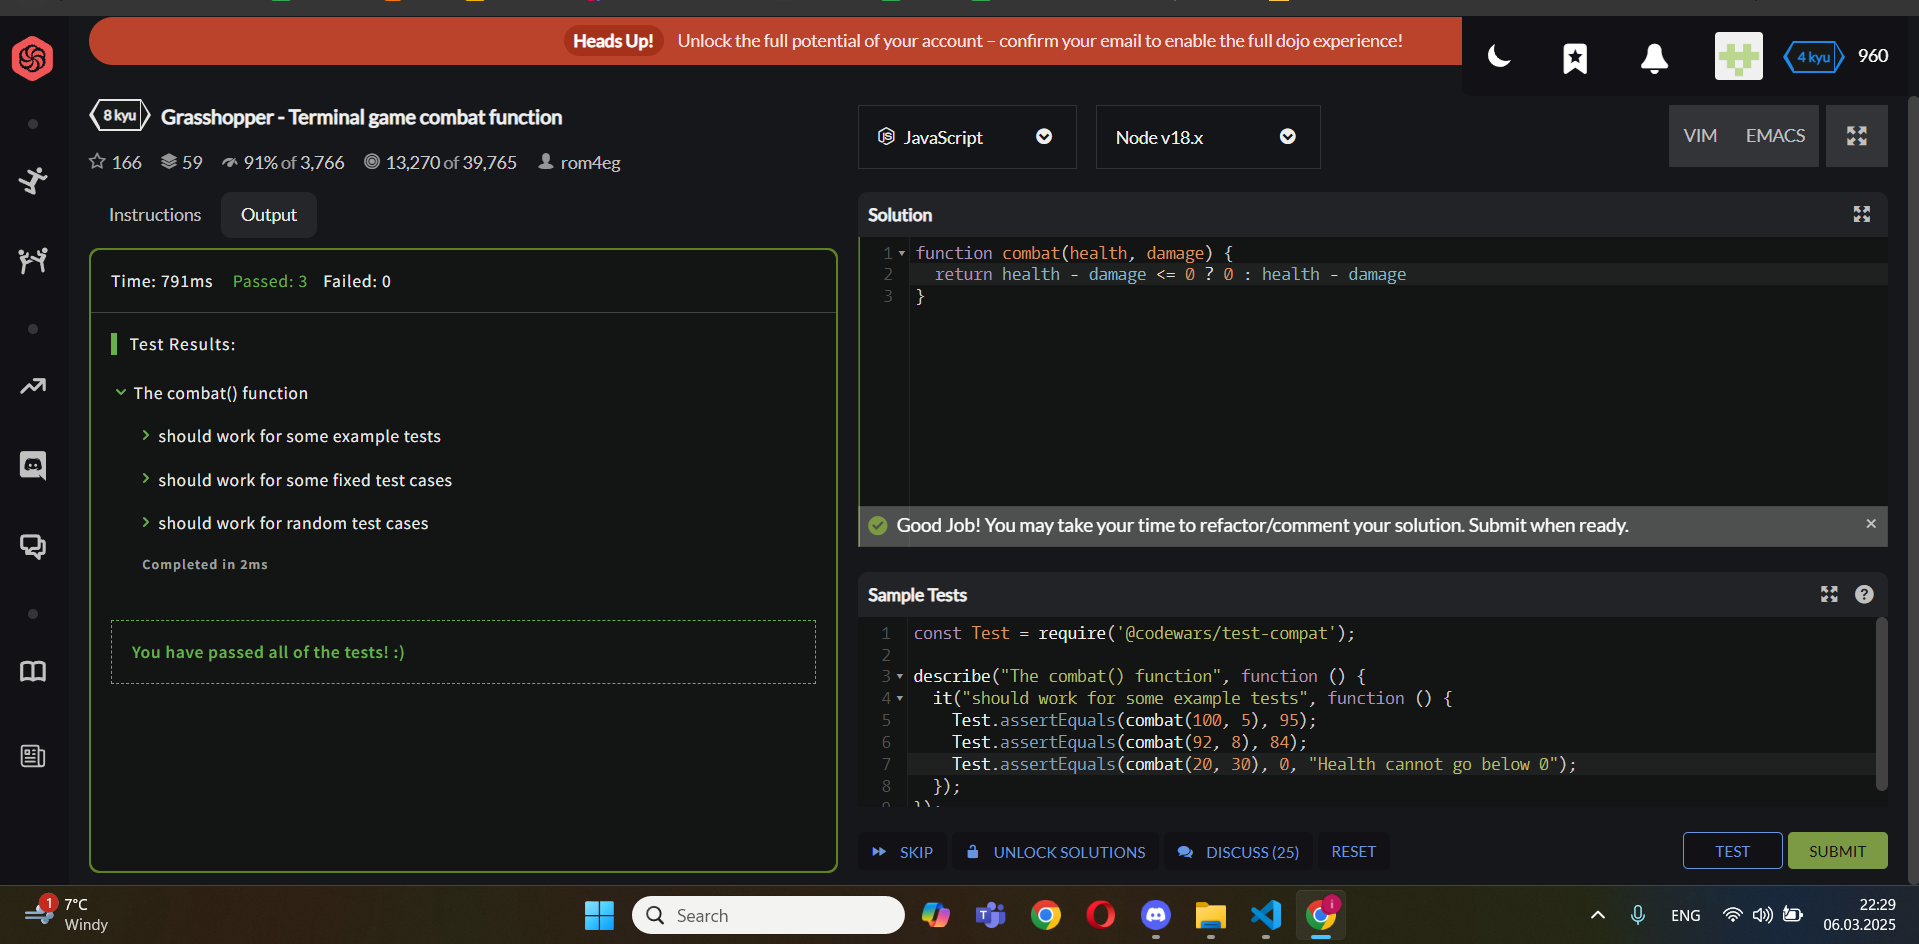 Heads Up! Unlock the full potential of your account – confirm your email to enable the full dojo experience!
4 kyu 960
8 kyu Grasshopper - Terminal game combat function
166 59 91% of 3,766 13,270 of 39,765 rom4eg
Instructions Output
Time: 791ms Passed: 3 Failed: 0
Test Results:
The combat() function
should work for some example tests
should work for some fixed test cases
should work for random test cases
Completed in 2ms
You have passed all of the tests! :)
JS JavaScript Node v18.x VIM EMACS
Solution
1 function combat(health, damage) {
2 return health - damage <= 0 ? 0 : health - damage
3 }
Good Job! You may take your time to refactor/comment your solution. Submit when ready. ×
Sample Tests ?
1 const Test = require('@codewars/test-compat');
2
3 describe("The combat() function", function () {
4 it("should work for some example tests", function () {
5 Test.assertEquals(combat(100, 5), 95);
6 Test.assertEquals(combat(92, 8), 84);
7 Test.assertEquals(combat(20, 30), 0, "Health cannot go below 0");
8 });
9 });
SKIP UNLOCK SOLUTIONS DISCUSS (25) RESET TEST SUBMIT
1 7°C
Windy
Search
ENG
22:29
06.03.2025